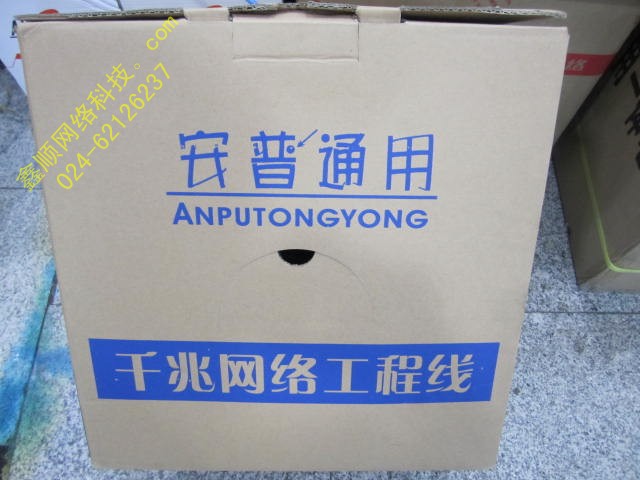 鑫顺网络科技。com
024-62126237
安普通用
ANPUTONGYONG
千兆网络工程线
络